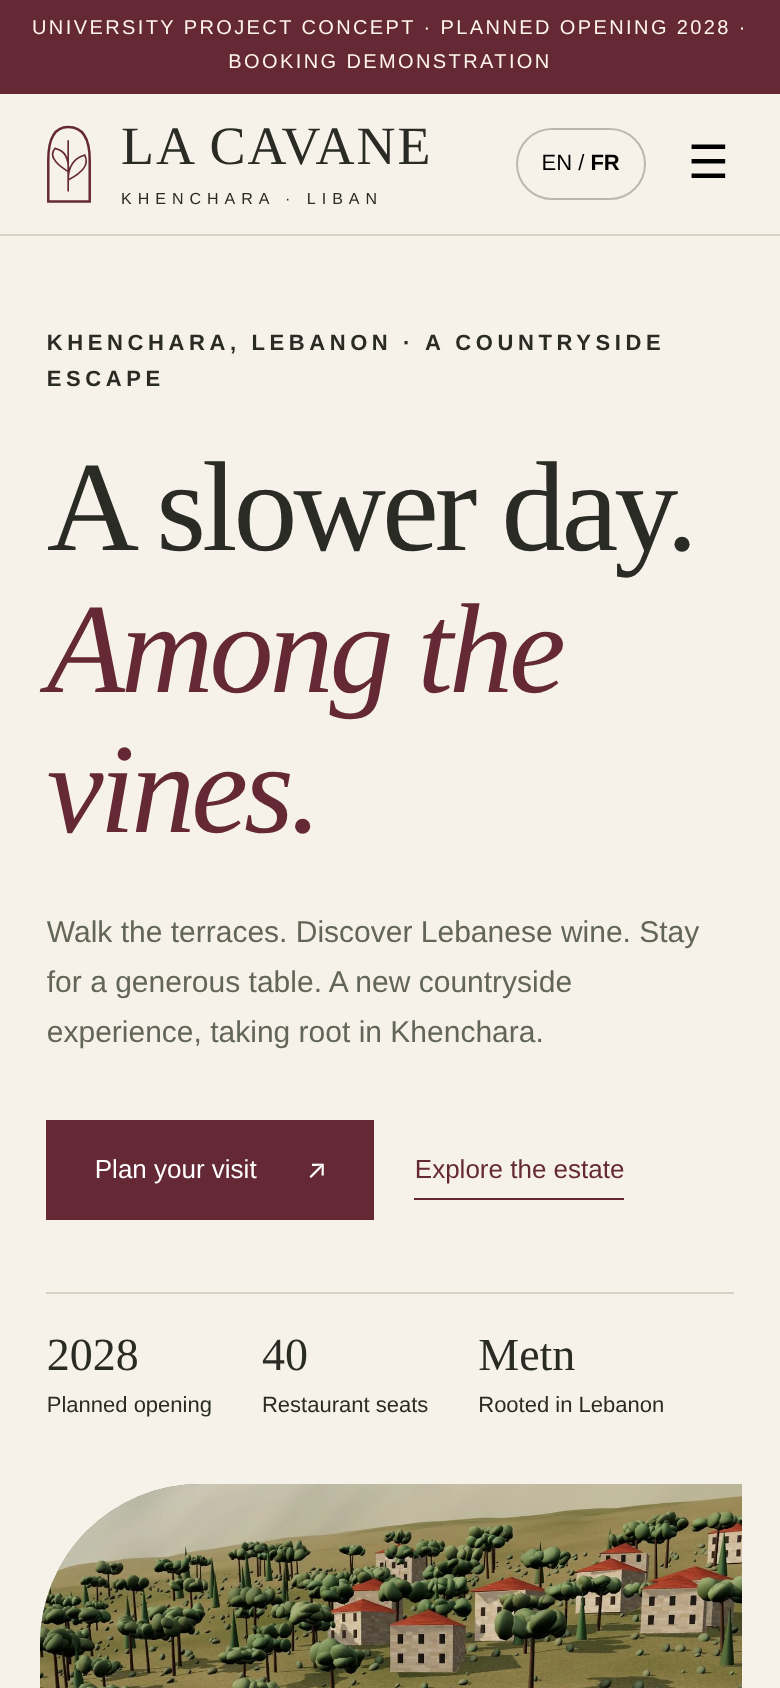 UNIVERSITY PROJECT CONCEPT · PLANNED OPENING 2028 ·
BOOKING DEMONSTRATION
LA CAVANE
KHENCHARA · LIBAN
EN / FR
KHENCHARA, LEBANON · A COUNTRYSIDE
ESCAPE
A slower day.
Among the
vines.
Walk the terraces. Discover Lebanese wine. Stay
for a generous table. A new countryside
experience, taking root in Khenchara.
Plan your visit
Explore the estate
2028
Planned opening
40
Restaurant seats
Metn
Rooted in Lebanon